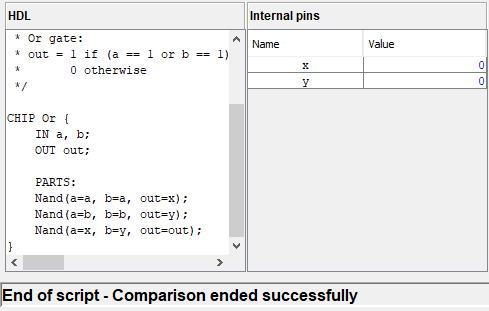 HDL
* Or gate:
* out = 1 if (a == 1 or b == 1)
*       0 otherwise
*/
CHIP Or {
IN a, b;
OUT out;
PARTS:
Nand(a=a, b=a, out=x);
Nand(a=b, b=b, out=y);
Nand(a=x, b=y, out=out);
}
Internal pins
Name Value
x 0
y 0
End of script - Comparison ended successfully